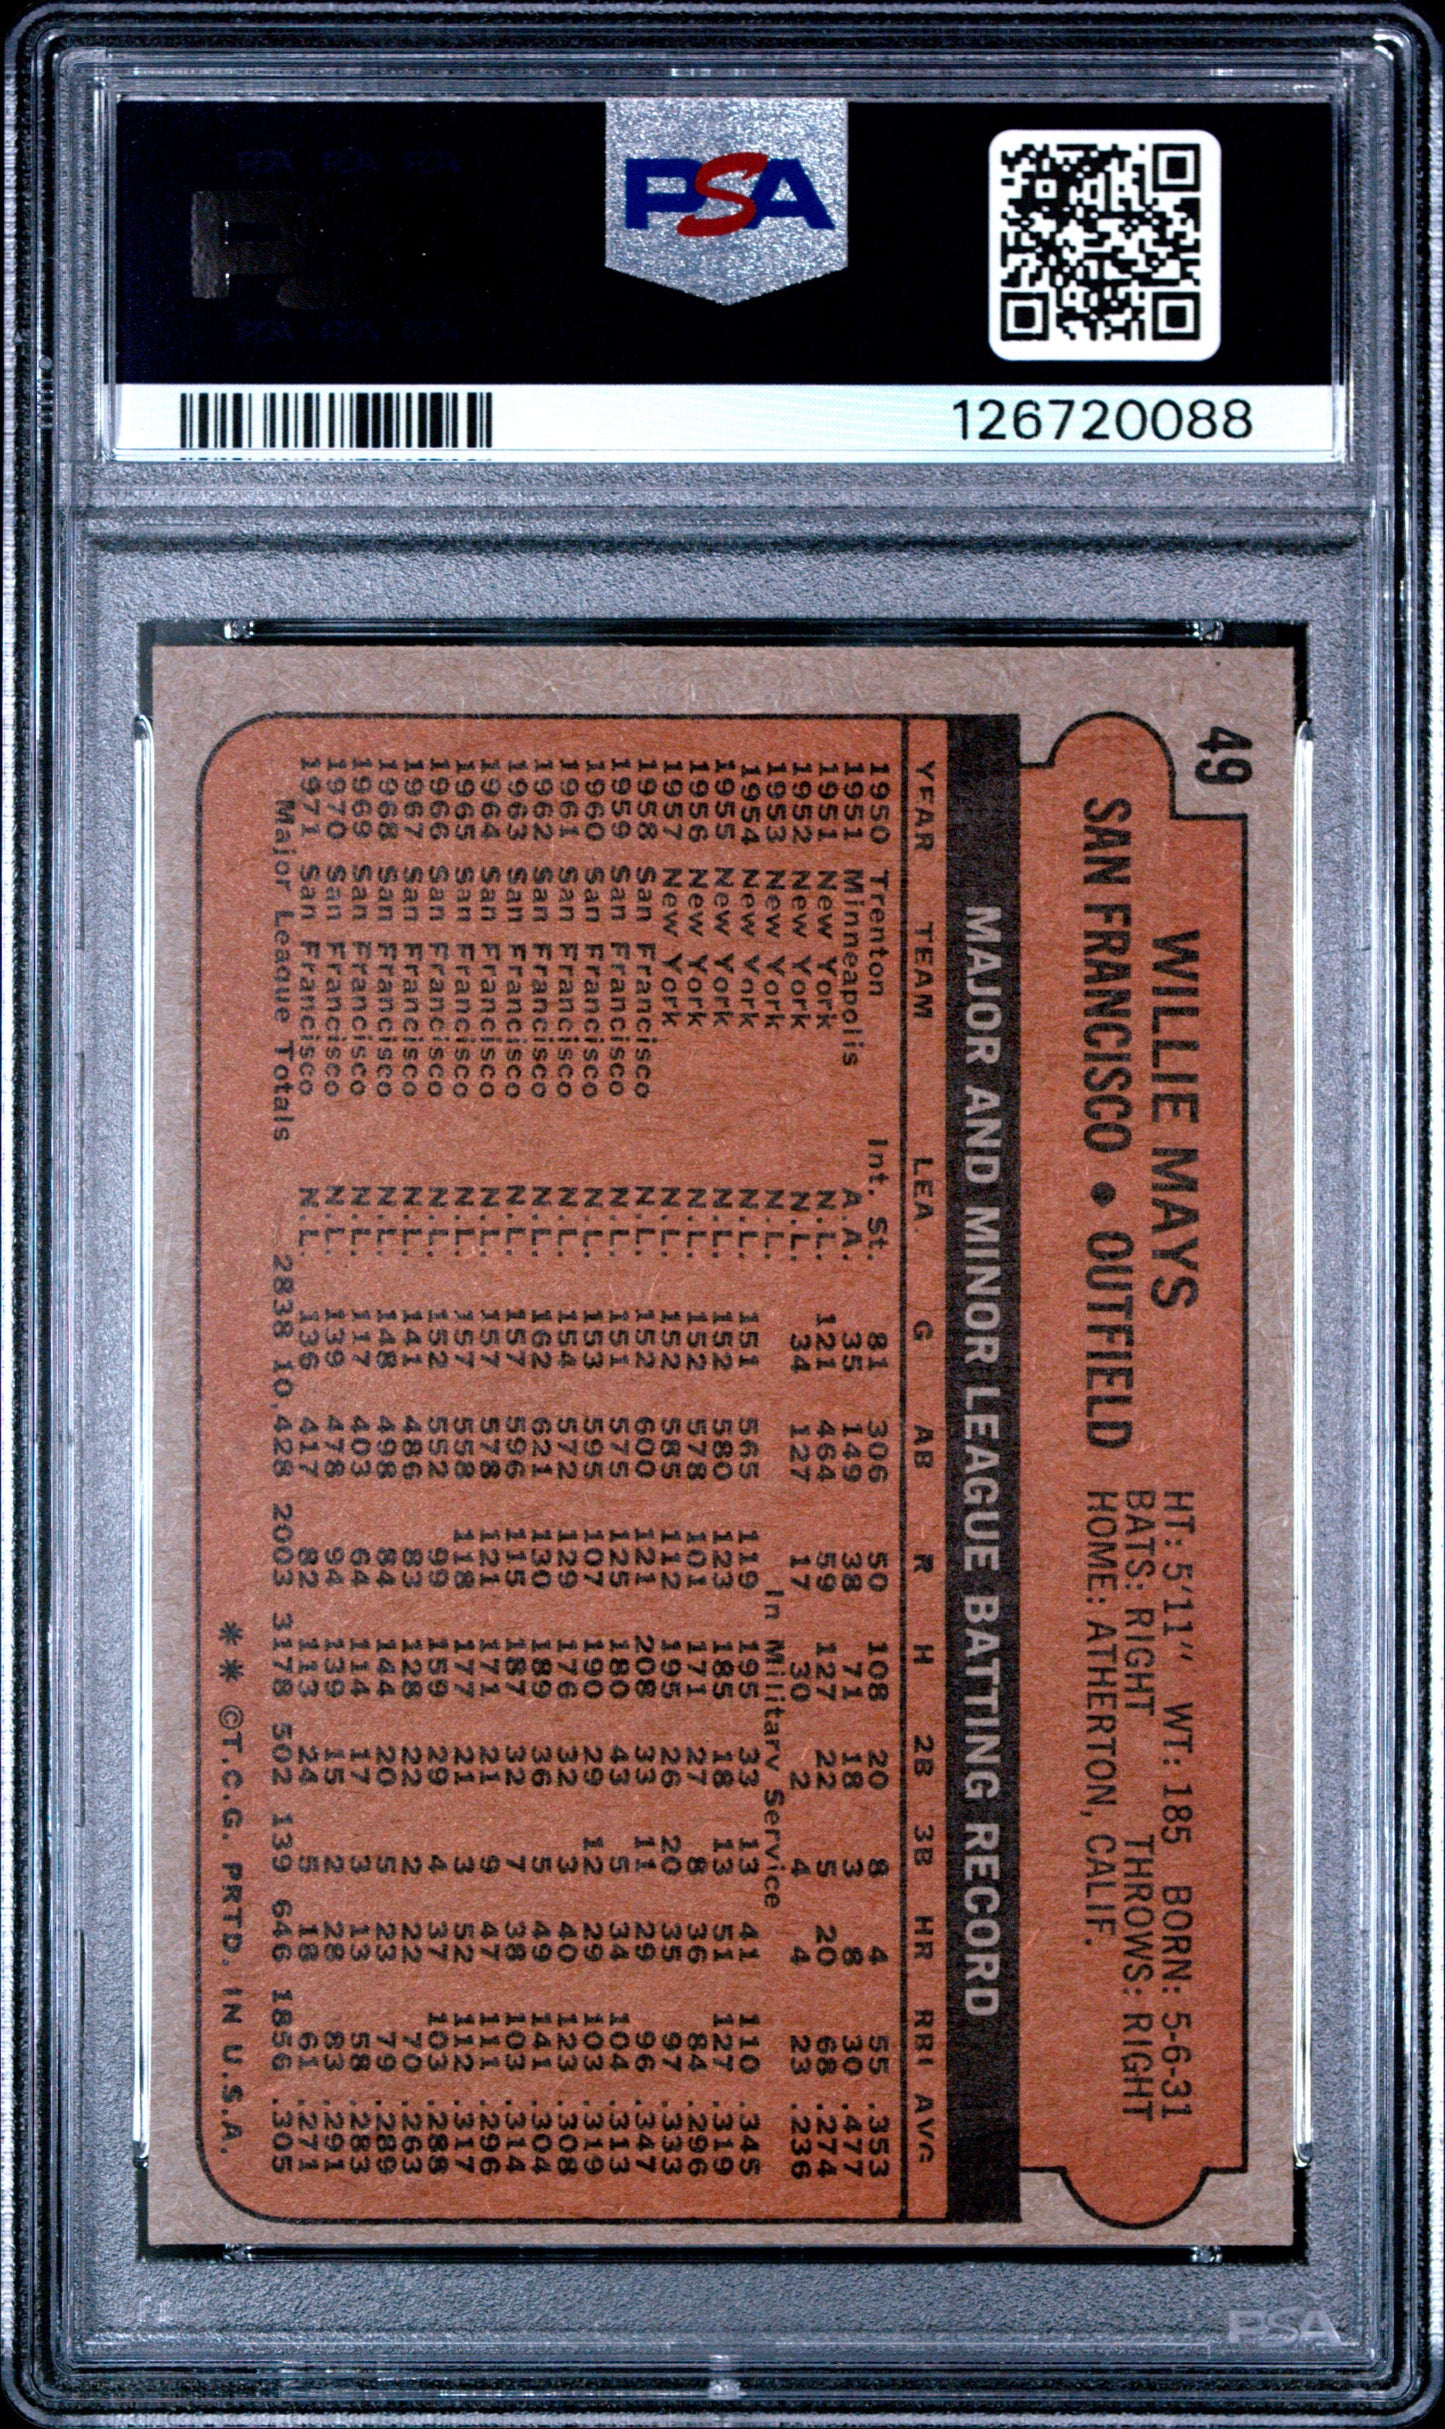 PSA PSA PSA
PSA
PSA PSA PSA
126720088
49
WILLIE MAYS
SAN FRANCISCO • OUTFIELD
HT: 5'11" WT: 185 BORN: 5-6-31
BATS: RIGHT THROWS: RIGHT
HOME: ATHERTON, CALIF.
MAJOR AND MINOR LEAGUE BATTING RECORD
YEAR TEAM LEA. G AB R H 2B 3B HR RBI AVG
1950 Trenton Int. St. 81 306 50 108 20 8 4 55 .353
1951 Minneapolis A.A. 35 149 38 71 18 3 8 30 .477
1951 New York N.L. 121 464 59 127 22 5 20 68 .274
1952 New York N.L. 34 127 17 30 2 4 4 23 .236
1953 New York N.L. In Military Service
1954 New York N.L. 151 565 119 195 33 13 41 110 .345
1955 New York N.L. 152 580 123 185 18 13 51 127 .319
1956 New York N.L. 152 578 101 171 27 8 36 84 .296
1957 New York N.L. 152 585 112 195 26 20 35 97 .333
1958 San Francisco N.L. 152 600 121 208 33 11 29 96 .347
1959 San Francisco N.L. 151 575 125 180 43 5 34 104 .313
1960 San Francisco N.L. 153 595 107 190 29 12 29 103 .319
1961 San Francisco N.L. 154 572 129 176 32 3 40 123 .308
1962 San Francisco N.L. 162 621 130 189 36 5 49 141 .304
1963 San Francisco N.L. 157 596 115 187 32 7 38 103 .314
1964 San Francisco N.L. 157 578 121 171 21 9 47 111 .296
1965 San Francisco N.L. 157 558 118 177 21 3 52 112 .317
1966 San Francisco N.L. 152 552 99 159 29 4 37 103 .288
1967 San Francisco N.L. 141 486 83 128 22 2 22 70 .263
1968 San Francisco N.L. 148 498 84 144 20 5 23 79 .289
1969 San Francisco N.L. 117 403 64 114 17 3 13 58 .283
1970 San Francisco N.L. 139 478 94 139 15 2 28 83 .291
1971 San Francisco N.L. 136 417 82 113 24 5 18 61 .271
Major League Totals 2838 10,428 2003 3178 502 139 646 1856 .305
** ©T.C.G. PRTD. IN U.S.A.
PSA